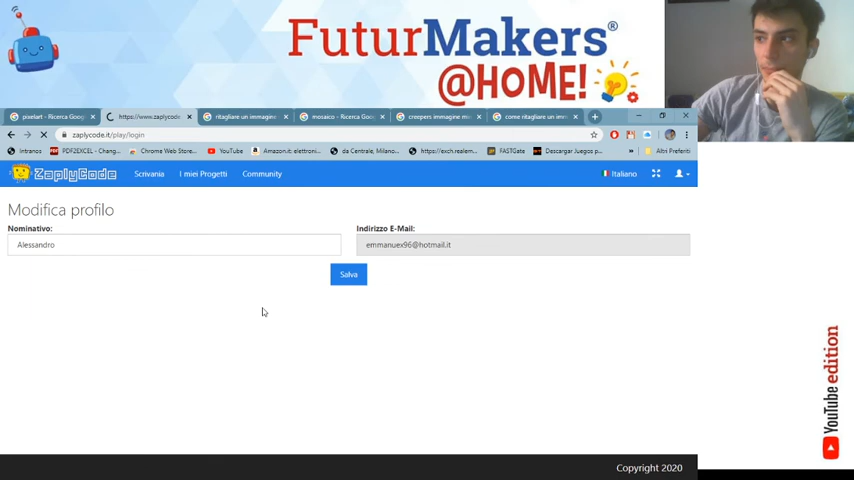 FuturMakers®
@HOME!
pixelart - Ricerca Goog
https://www.zaplycode
ritagliare un immagine
mosaico - Ricerca Goog
creepers immagine mi
come ritagliare un imm
zaplycode.it/play/login
Intranos
PDF2EXCEL - Chang...
Chrome Web Store...
YouTube
Amazon.it: elettroni...
da Centrale, Milano...
https://exch.realem...
FASTGate
Descargar Juegos p...
»
Altri Preferiti
ZaplyCode
Scrivania
I miei Progetti
Community
Italiano
Modifica profilo
Nominativo:
Indirizzo E-Mail:
Alessandro
emmanuex96@hotmail.it
Salva
YouTube edition
Copyright 2020